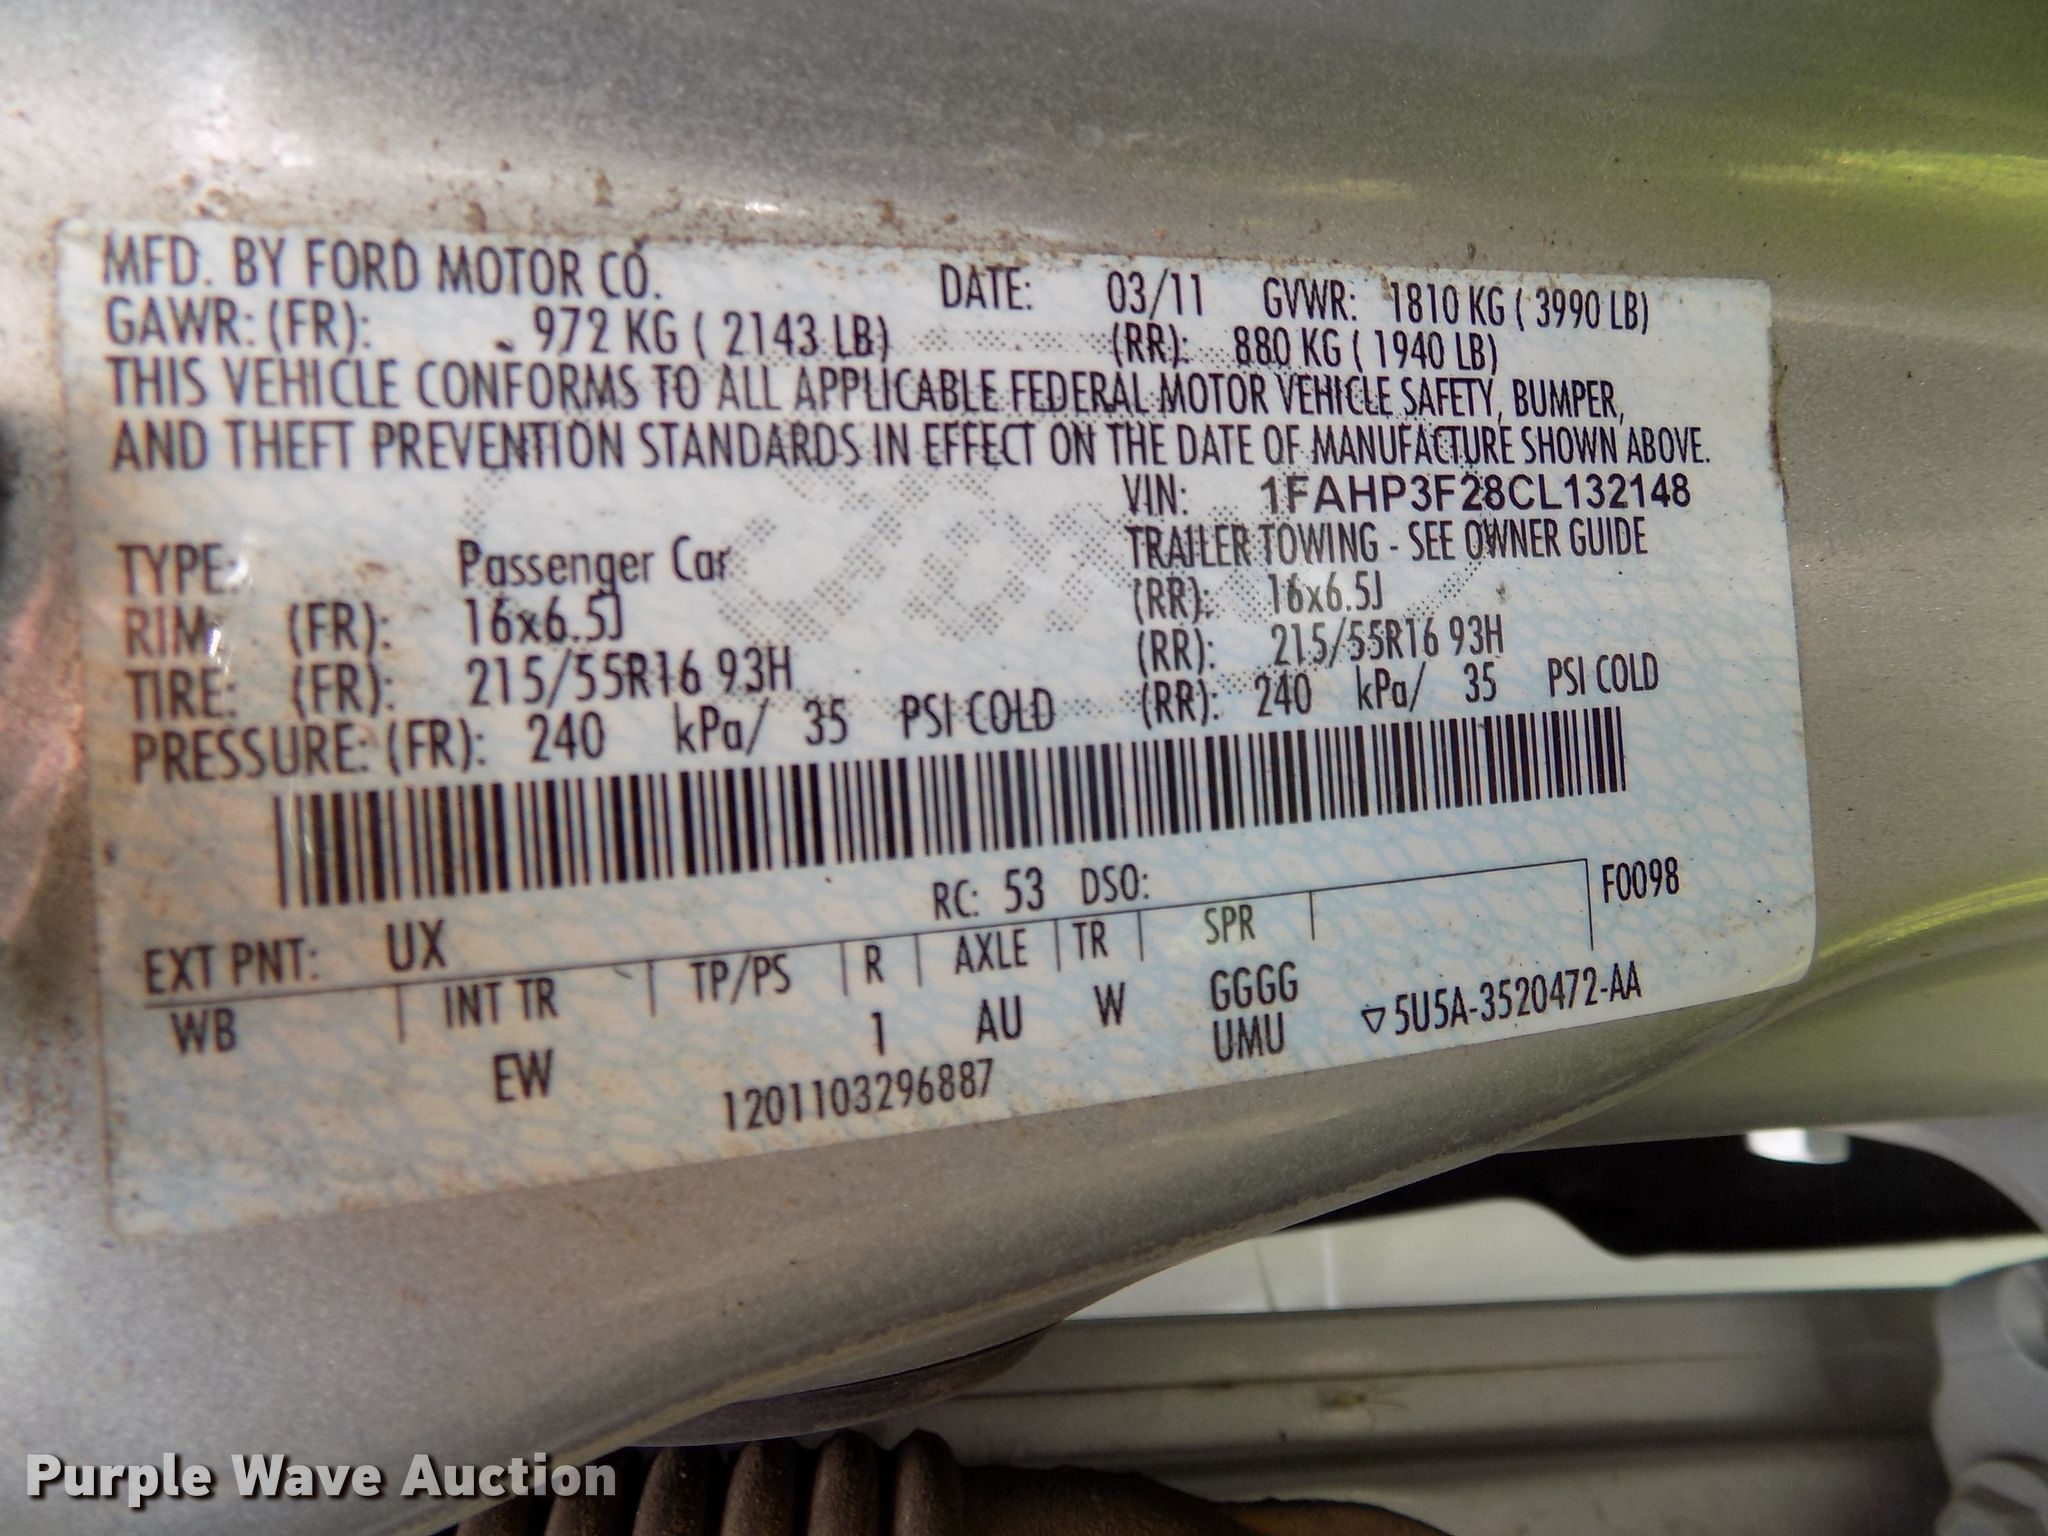 MFD. BY FORD MOTOR CO. DATE: 03/11 GVWR: 1810 KG ( 3990 LB)
GAWR: (FR): 972 KG ( 2143 LB) (RR): 880 KG ( 1940 LB)
THIS VEHICLE CONFORMS TO ALL APPLICABLE FEDERAL MOTOR VEHICLE SAFETY, BUMPER,
AND THEFT PREVENTION STANDARDS IN EFFECT ON THE DATE OF MANUFACTURE SHOWN ABOVE.
VIN: 1FAHP3F28CL132148
TYPE: Passenger Car TRAILER TOWING - SEE OWNER GUIDE
RIM: (FR): 16x6.5J (RR): 16x6.5J
TIRE: (FR): 215/55R16 93H (RR): 215/55R16 93H
PRESSURE: (FR): 240 kPa/ 35 PSI COLD (RR): 240 kPa/ 35 PSI COLD
RC: 53 DSO: F0098
EXT PNT: UX
WB INT TR TP/PS R AXLE TR SPR
EW 1 AU W GGGG
UMU ▽5U5A-3520472-AA
1201103296887
Purple Wave Auction